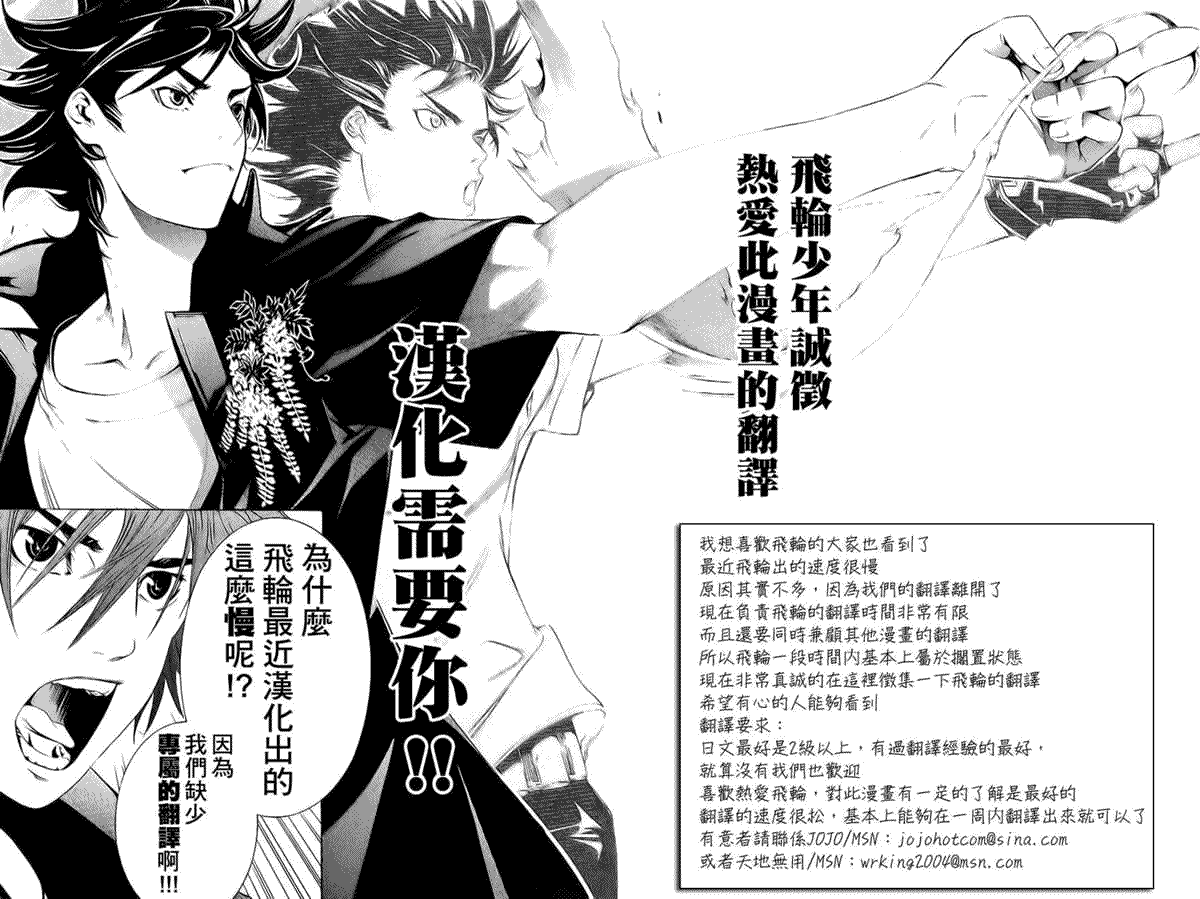 飛輪少年誠徵
熱愛此漫畫的翻譯
漢化需要你!!
為什麼
飛輪最近漢化出的
這麼慢呢!?
因為
我們缺少
專屬的翻譯啊!!!
我想喜歡飛輪的大家也看到了
最近飛輪出的速度很慢
原因其實不多，因為我們的翻譯離開了
現在負責飛輪的翻譯時間非常有限
而且還要同時兼顧其他漫畫的翻譯
所以飛輪一段時間內基本上屬於擱置狀態
現在非常真誠的在這裡徵集一下飛輪的翻譯
希望有心的人能夠看到
翻譯要求：
日文最好是2級以上，有過翻譯經驗的最好，
就算沒有我們也歡迎
喜歡熱愛飛輪，對此漫畫有一定的了解是最好的
翻譯的速度很松，基本上能夠在一周內翻譯出來就可以了
有意者請聯係JOJO/MSN：jojohotcom@sina.com
或者天地無用/MSN：wrking2004@msn.com